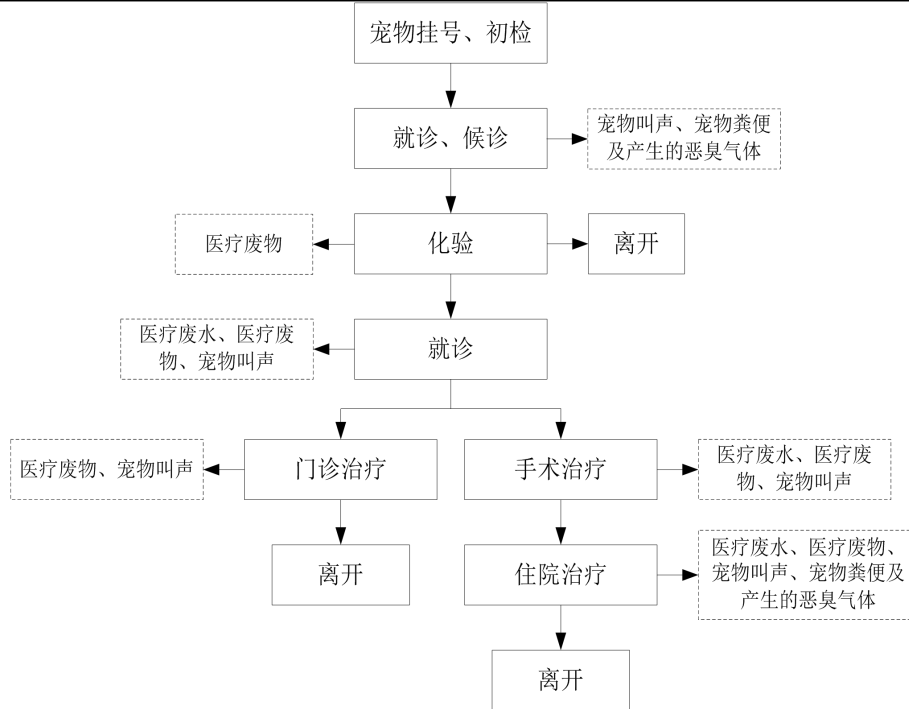 宠物挂号、初检
就诊、候诊
宠物叫声、宠物粪便
及产生的恶臭气体
医疗废物
化验
离开
医疗废水、医疗废
物、宠物叫声
就诊
医疗废物、宠物叫声
门诊治疗
手术治疗
医疗废水、医疗废
物、宠物叫声
离开
住院治疗
医疗废水、医疗废物、
宠物叫声、宠物粪便及
产生的恶臭气体
离开